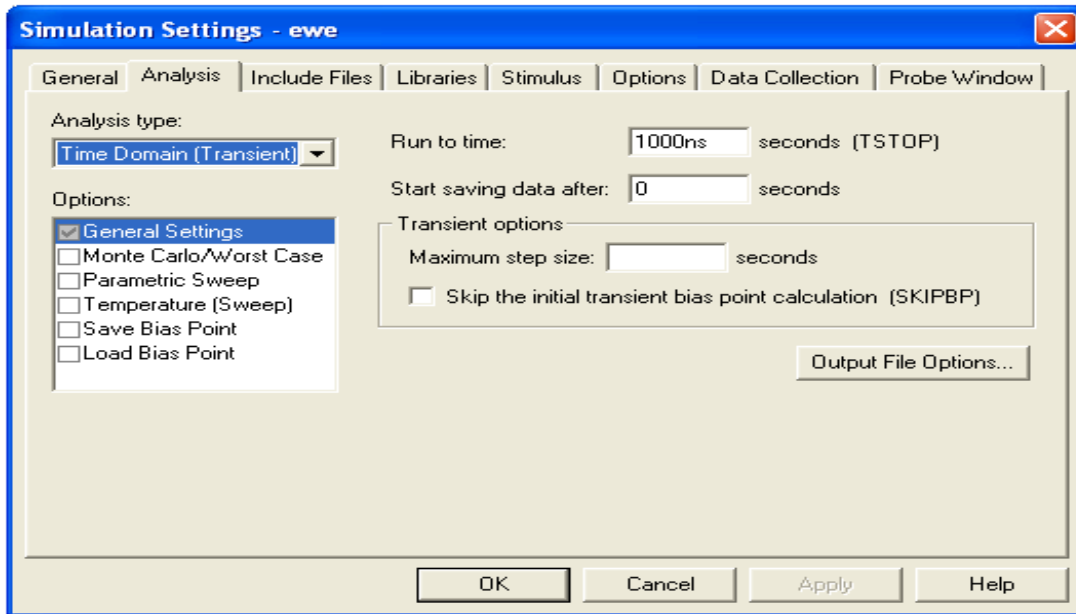 Simulation Settings - ewe
General Analysis Include Files Libraries Stimulus Options Data Collection Probe Window
Analysis type:
Time Domain (Transient)
Options:
General Settings
Monte Carlo/Worst Case
Parametric Sweep
Temperature (Sweep)
Save Bias Point
Load Bias Point
Run to time: 1000ns seconds (TSTOP)
Start saving data after: 0 seconds
Transient options
Maximum step size: seconds
Skip the initial transient bias point calculation (SKIPBP)
Output File Options...
OK Cancel Apply Help